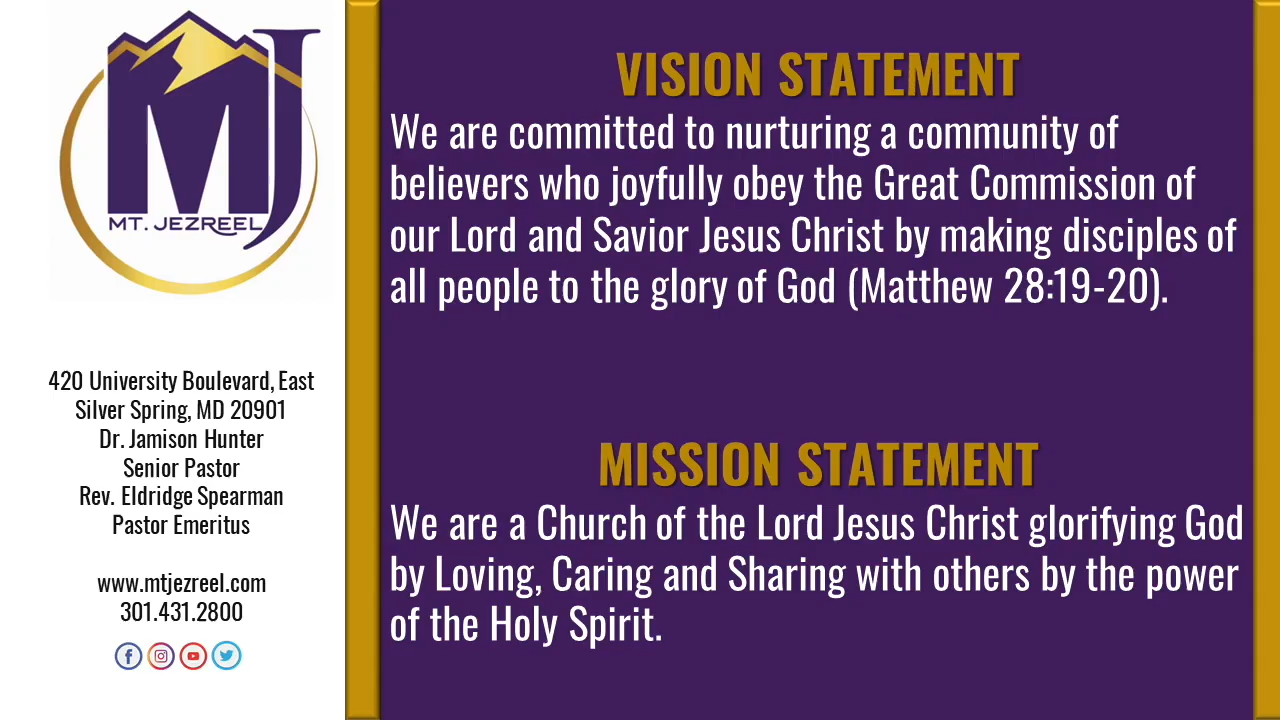 MJ
MT. JEZREEL
420 University Boulevard, East
Silver Spring, MD 20901
Dr. Jamison Hunter
Senior Pastor
Rev. Eldridge Spearman
Pastor Emeritus
www.mtjezreel.com
301.431.2800
VISION STATEMENT
We are committed to nurturing a community of
believers who joyfully obey the Great Commission of
our Lord and Savior Jesus Christ by making disciples of
all people to the glory of God (Matthew 28:19-20).
MISSION STATEMENT
We are a Church of the Lord Jesus Christ glorifying God
by Loving, Caring and Sharing with others by the power
of the Holy Spirit.